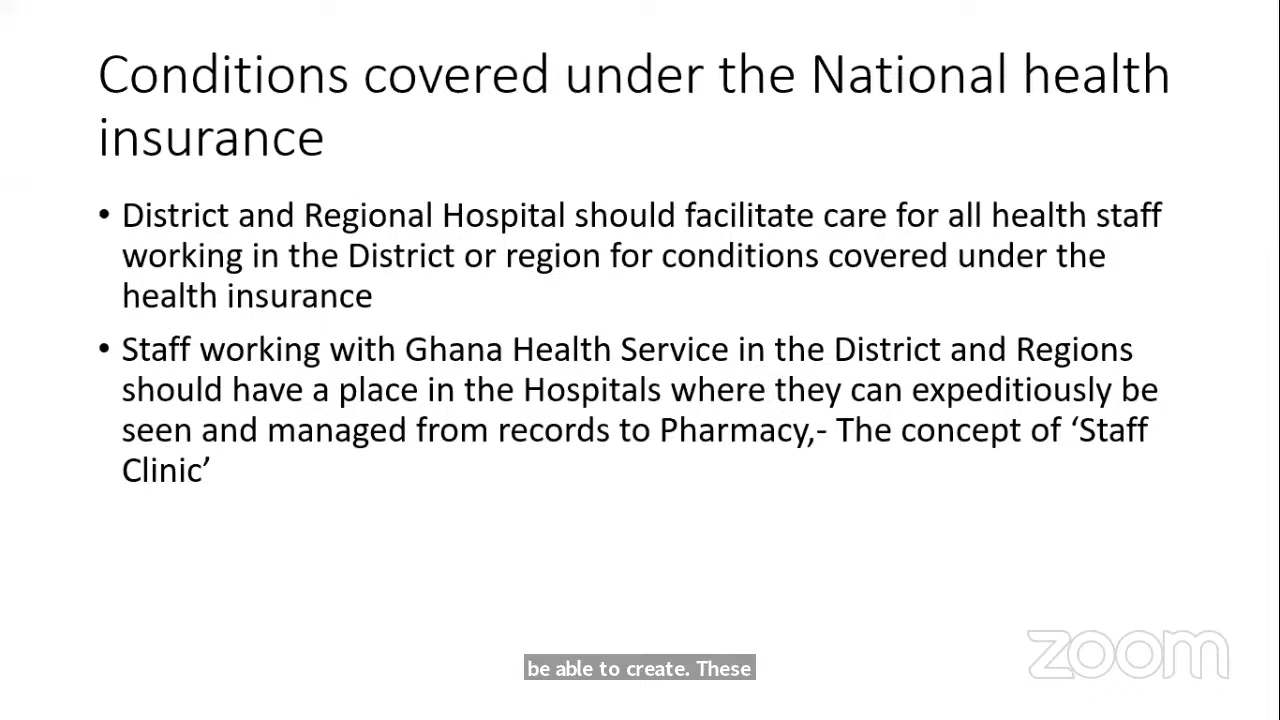 Conditions covered under the National health
insurance
• District and Regional Hospital should facilitate care for all health staff
working in the District or region for conditions covered under the
health insurance
• Staff working with Ghana Health Service in the District and Regions
should have a place in the Hospitals where they can expeditiously be
seen and managed from records to Pharmacy,- The concept of ‘Staff
Clinic’
zoom
be able to create. These